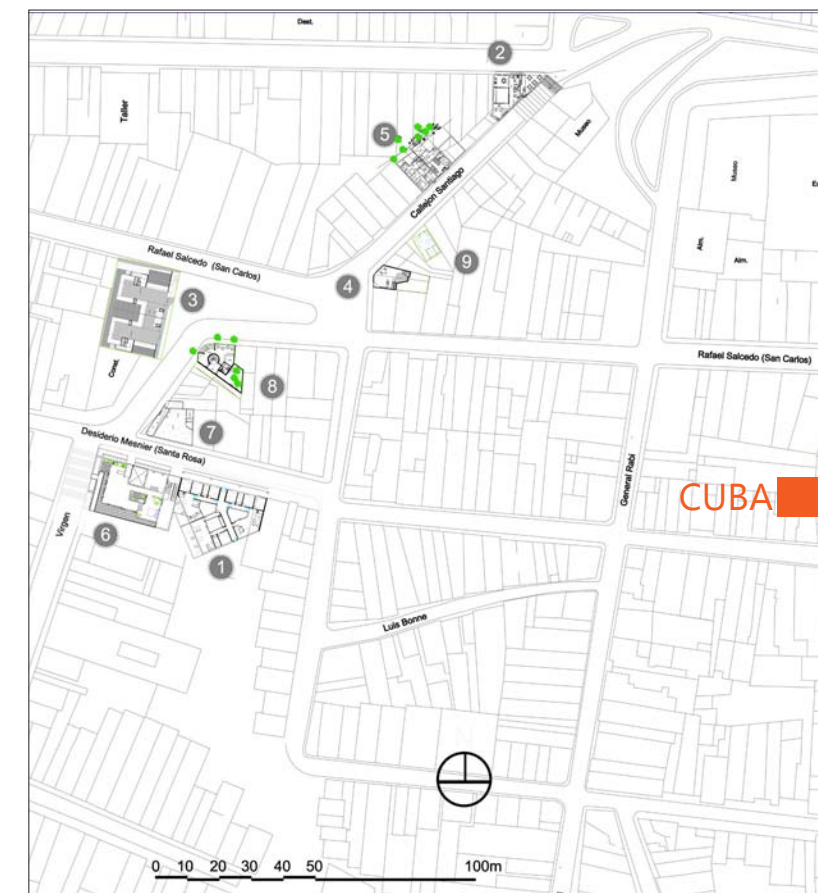 Dest.
2
Taller
5
Museo
Callejon Santiago
Museo
Alm.
Alm.
Rafael Salcedo (San Carlos)
9
4
3
Rafael Salcedo (San Carlos)
Const.
8
7
Desiderio Mesnier (Santa Rosa)
General Rabi
CUBA
Virgen
6
1
Luis Bonne
0 10 20 30 40 50 100m